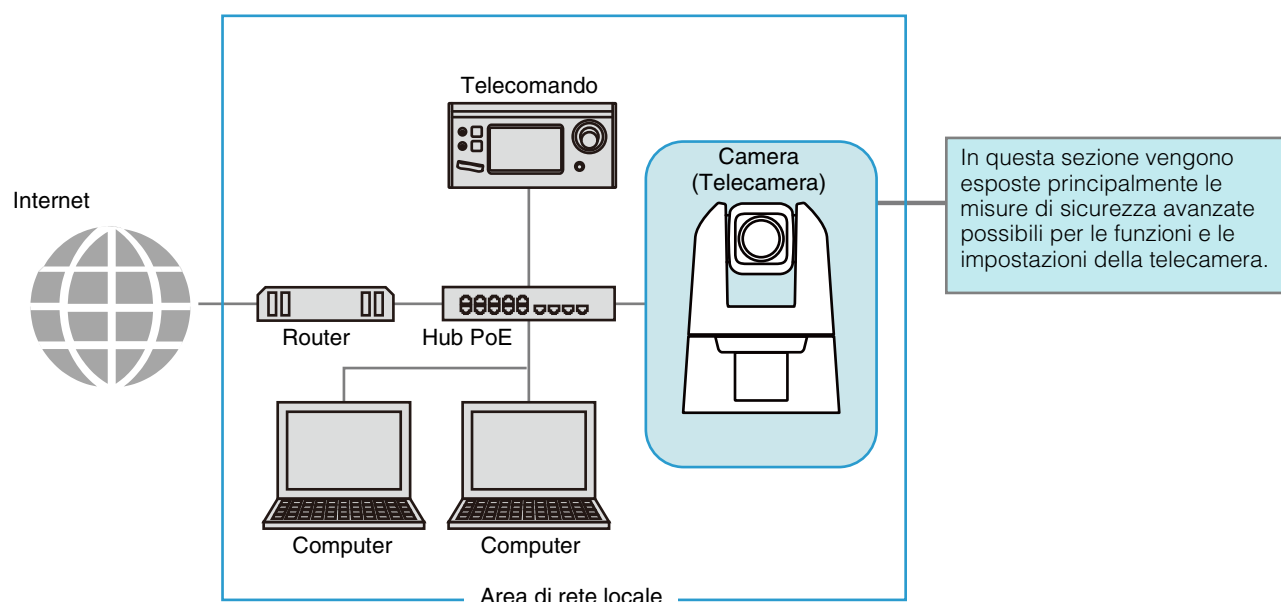 Telecomando
Camera
(Telecamera)
In questa sezione vengono
esposte principalmente le
misure di sicurezza avanzate
possibili per le funzioni e le
impostazioni della telecamera.
Internet
Router
Hub PoE
Computer
Computer
Area di rete locale